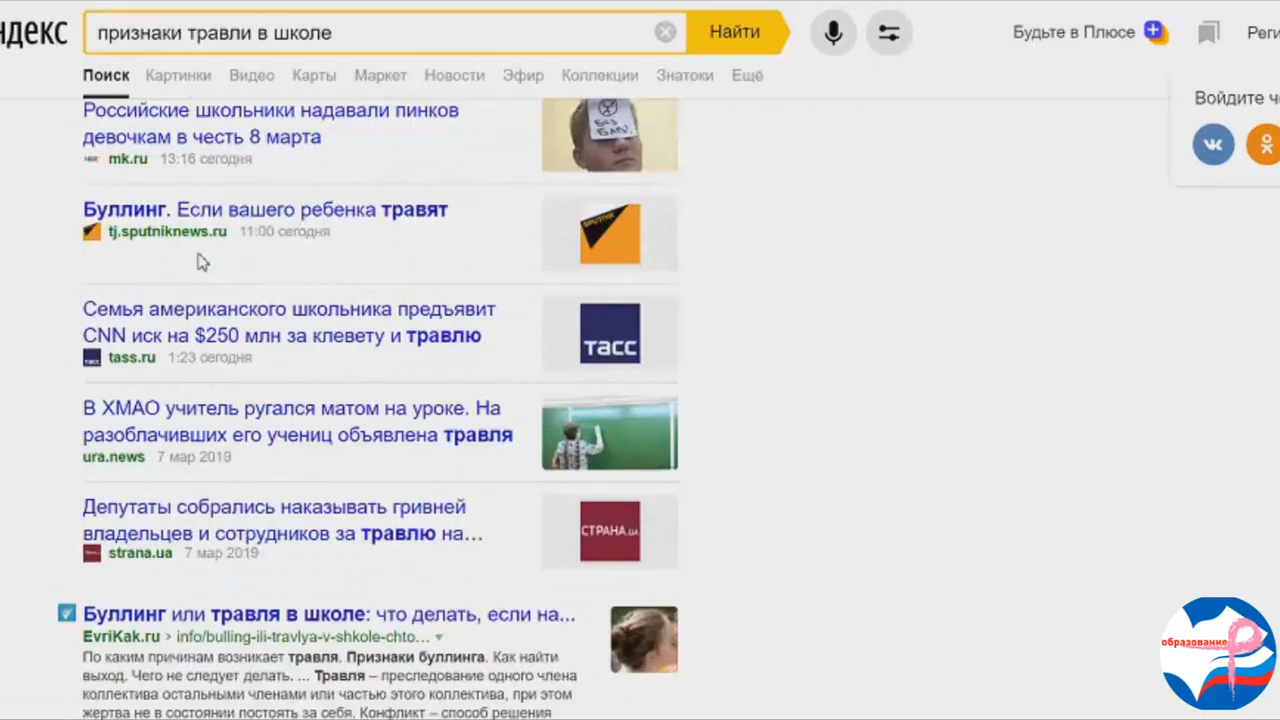 ндекс
признаки травли в школе
Найти
Будьте в Плюсе
Реги
Поиск Картинки Видео Карты Маркет Новости Эфир Коллекции Знатоки Ещё
Войдите че
Российские школьники надавали пинков
девочкам в честь 8 марта
mk.ru 13:16 сегодня
БЕЗ БАБ!
Буллинг. Если вашего ребенка травят
tj.sputniknews.ru 11:00 сегодня
SPUTNIK
Семья американского школьника предъявит
CNN иск на $250 млн за клевету и травлю
tass.ru 1:23 сегодня
ТАСС
В ХМАО учитель ругался матом на уроке. На
разоблачивших его учениц объявлена травля
ura.news 7 мар 2019
Депутаты собрались наказывать гривней
владельцев и сотрудников за травлю на...
strana.ua 7 мар 2019
СТРАНА.UA
Буллинг или травля в школе: что делать, если на...
EvriKak.ru › info/bulling-ili-travlya-v-shkole-chto...
По каким причинам возникает травля. Признаки буллинга. Как найти
выход. Чего не следует делать. ... Травля – преследование одного члена
коллектива остальными членами или частью этого коллектива, при этом
жертва не в состоянии постоять за себя. Конфликт – способ решения
образование